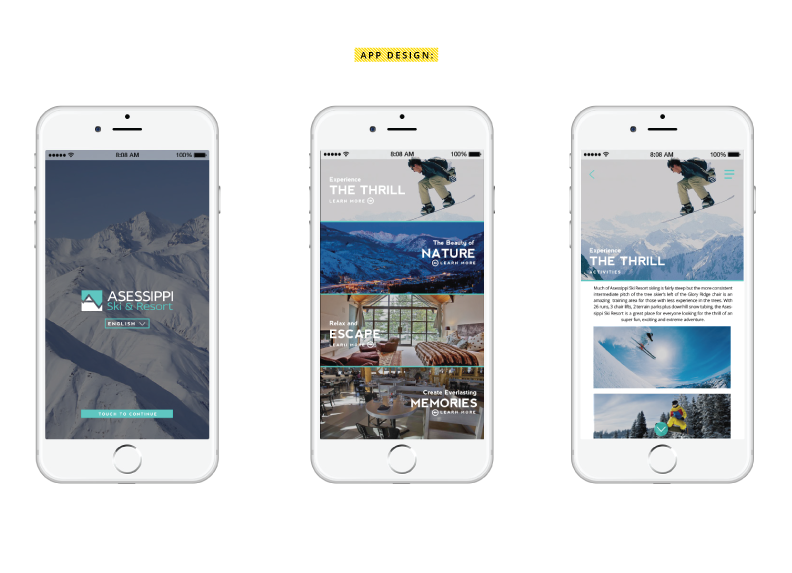 APP DESIGN:
8:08 AM
100%
ASESSIPPI
Ski & Resort
ENGLISH
TOUCH TO CONTINUE
8:08 AM
100%
Experience
THE THRILL
LEARN MORE
The Beauty of
NATURE
LEARN MORE
Relax and
ESCAPE
LEARN MORE
Create Everlasting
MEMORIES
LEARN MORE
8:08 AM
100%
Experience
THE THRILL
ACTIVITIES
Much of Asessippi Ski Resort skiing is fairly steep but the more consistent
intermediate pitch of the tree skier's left of the Glory Ridge chair is an
amazing training area for those with less experience in the trees. With
26 runs, 3 chair lifts, 2 terrain parks plus downhill snow tubing, the Ases-
sippi Ski Resort is a great place for everyone looking for the thrill of an
super fun, exciting and extreme adventure.